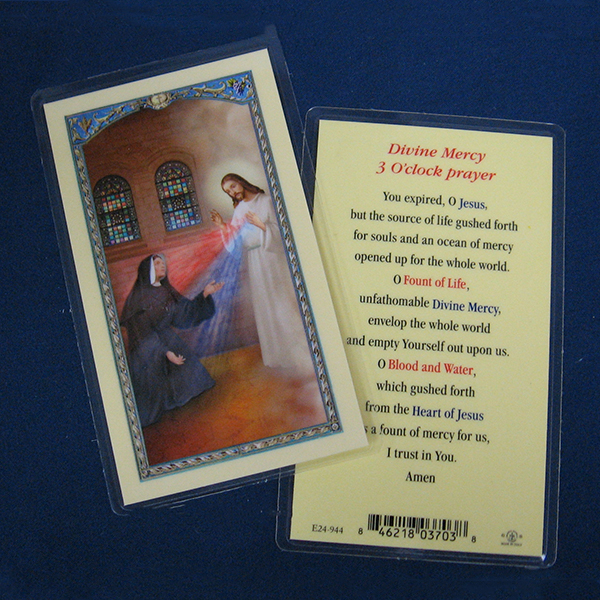 Divine Mercy
3 O'clock prayer
You expired, O Jesus,
but the source of life gushed forth
for souls and an ocean of mercy
opened up for the whole world.
O Fount of Life,
unfathomable Divine Mercy,
envelop the whole world
and empty Yourself out upon us.
O Blood and Water,
which gushed forth
from the Heart of Jesus
s a fount of mercy for us,
I trust in You.
Amen
E24-944
8 46218 03703 8